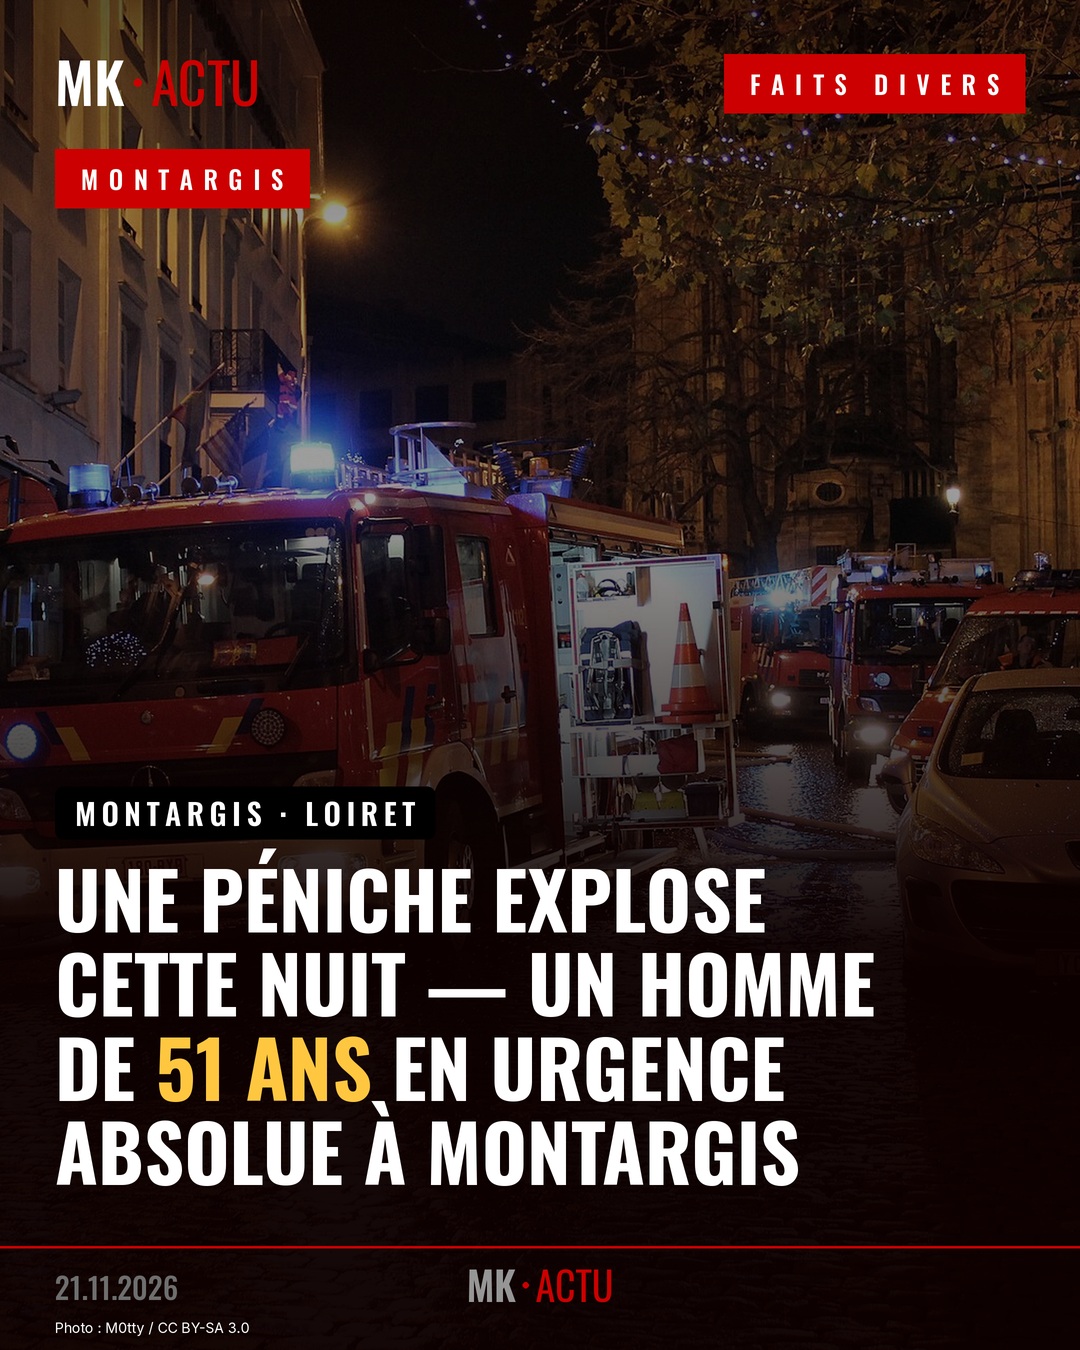 MK·ACTU
FAITS DIVERS
MONTARGIS
MONTARGIS · LOIRET
UNE PÉNICHE EXPLOSE
CETTE NUIT — UN HOMME
DE 51 ANS EN URGENCE
ABSOLUE À MONTARGIS
21.11.2026
MK·ACTU
Photo : M0tty / CC BY-SA 3.0